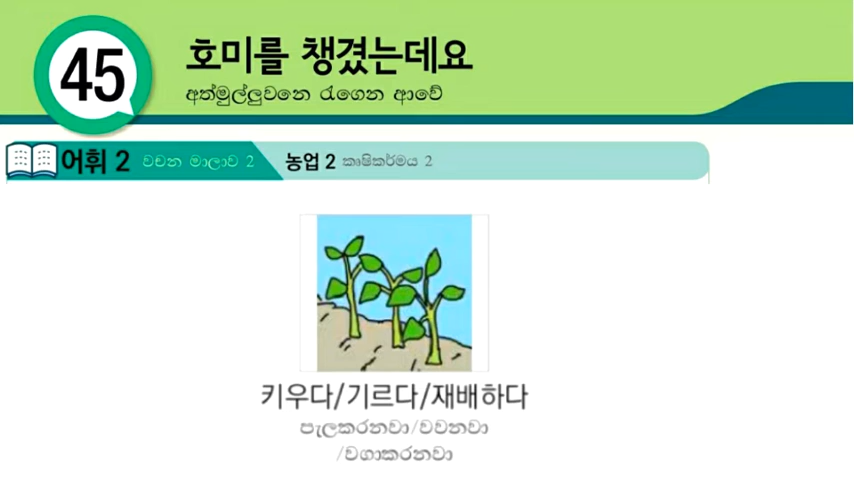 45
호미를 챙겼는데요
අත්මුල්ලුවනෙ රැගෙන ආවේ
어휘 2 වචන මාලාව 2 농업 2 කෘෂිකර්මය 2
키우다/기르다/재배하다
පැලකරනවා/වවනවා
/වගාකරනවා